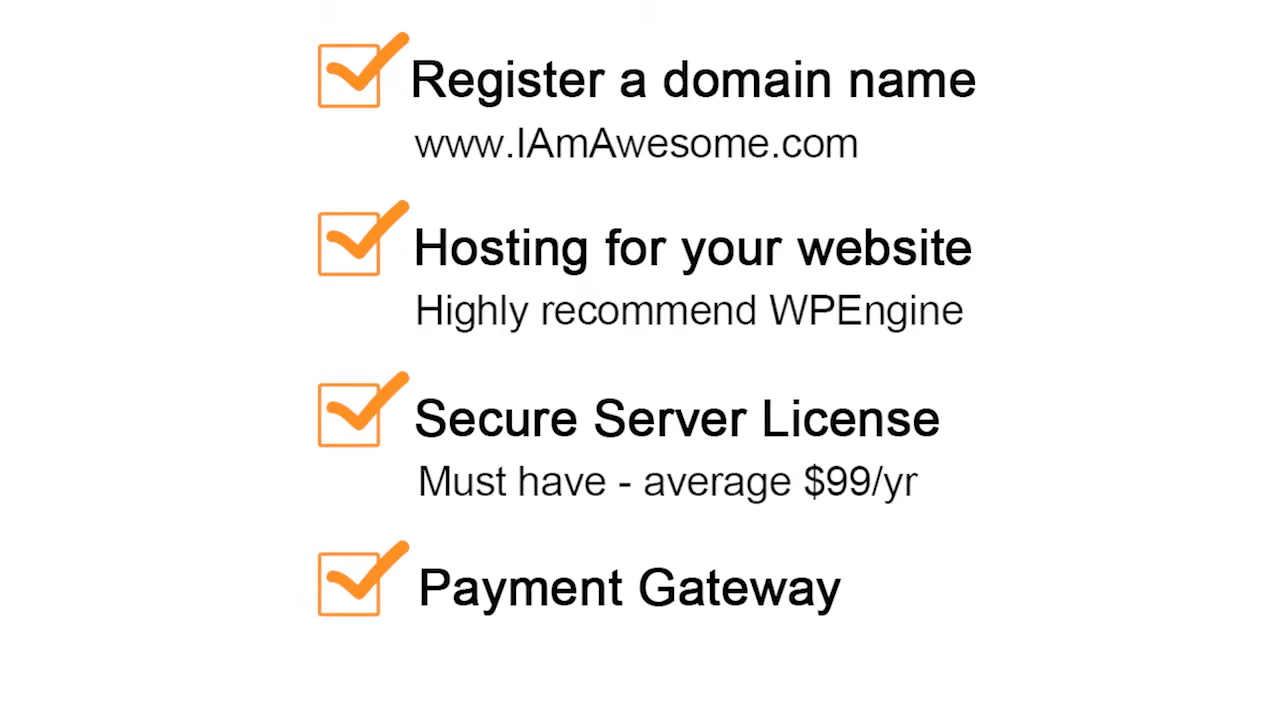 Register a domain name
www.IAmAwesome.com
Hosting for your website
Highly recommend WPEngine
Secure Server License
Must have - average $99/yr
Payment Gateway